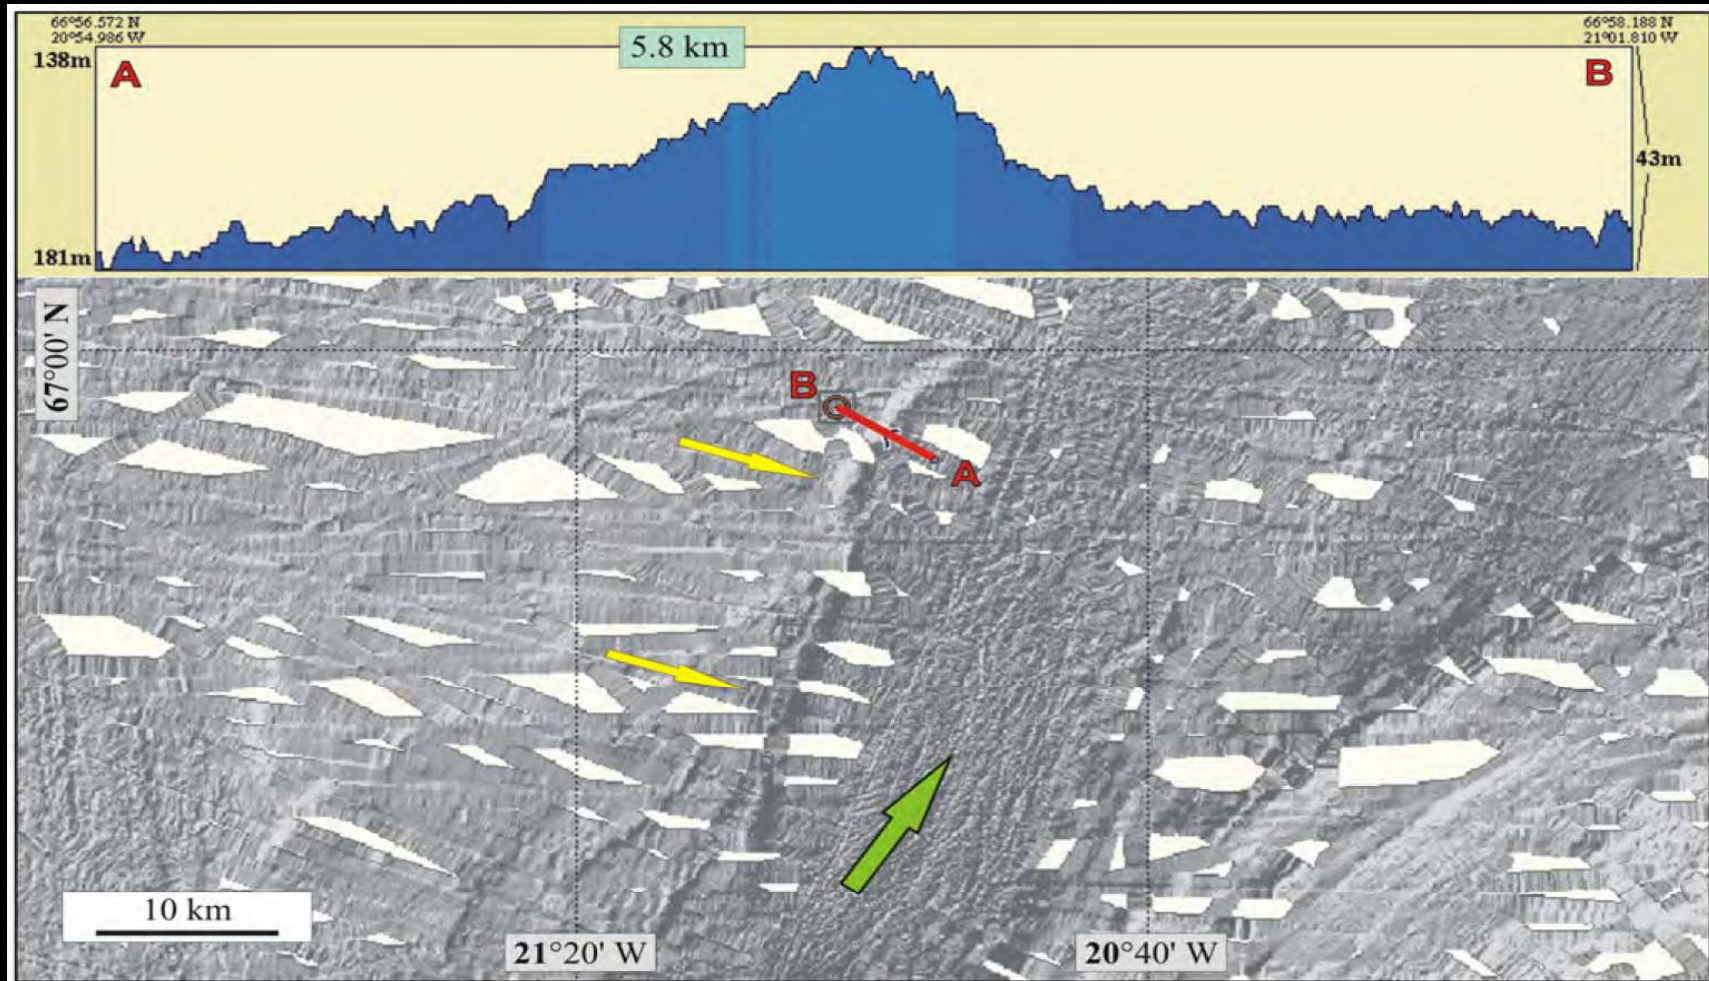 66°56.572 N
20°54.986 W
66°58.188 N
21°01.810 W
5.8 km
138m
A
B
43m
181m
67°00' N
B
A
10 km
21°20' W
20°40' W